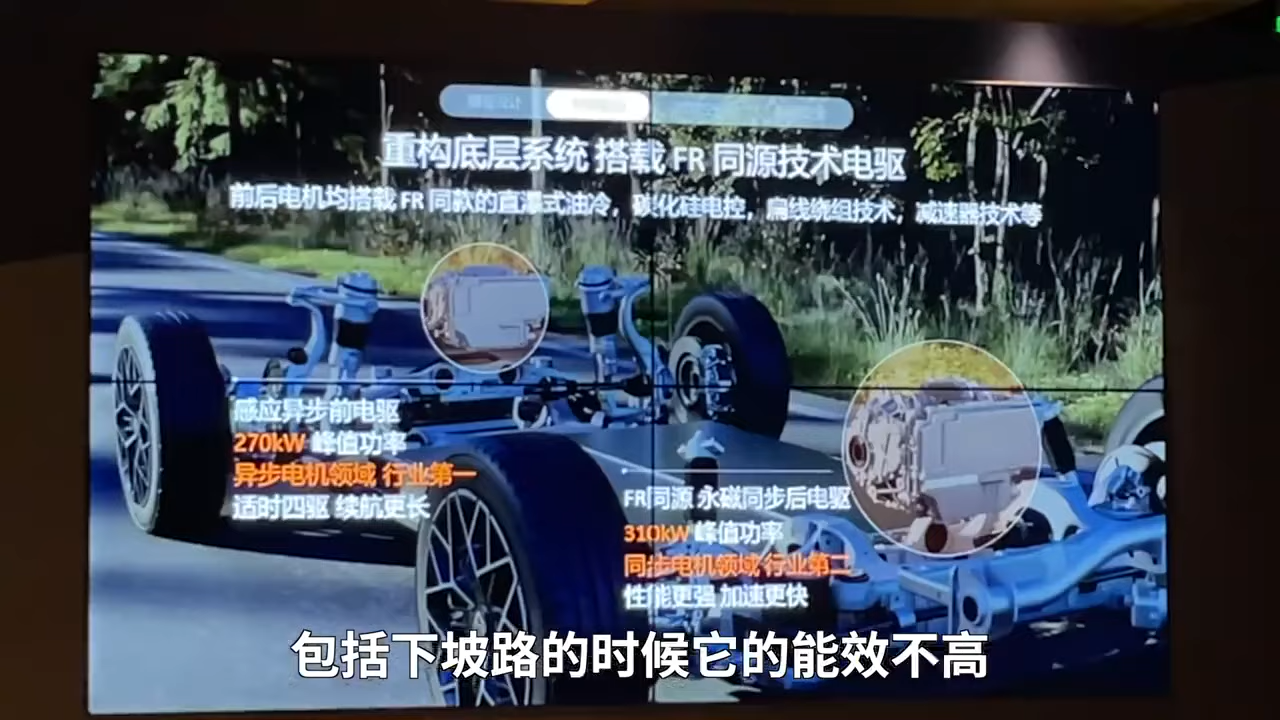 重构底层系统 搭载 FR 同源技术电驱
前后电机均搭载 FR 同款的直瀑式油冷，碳化硅电控，扁线绕组技术，减速器技术等
感应异步前电驱
270kW 峰值功率
异步电机领域 行业第一
适时四驱 续航更长
FR同源 永磁同步后电驱
310kW 峰值功率
同步电机领域 行业第二
性能更强 加速更快
包括下坡路的时候它的能效不高